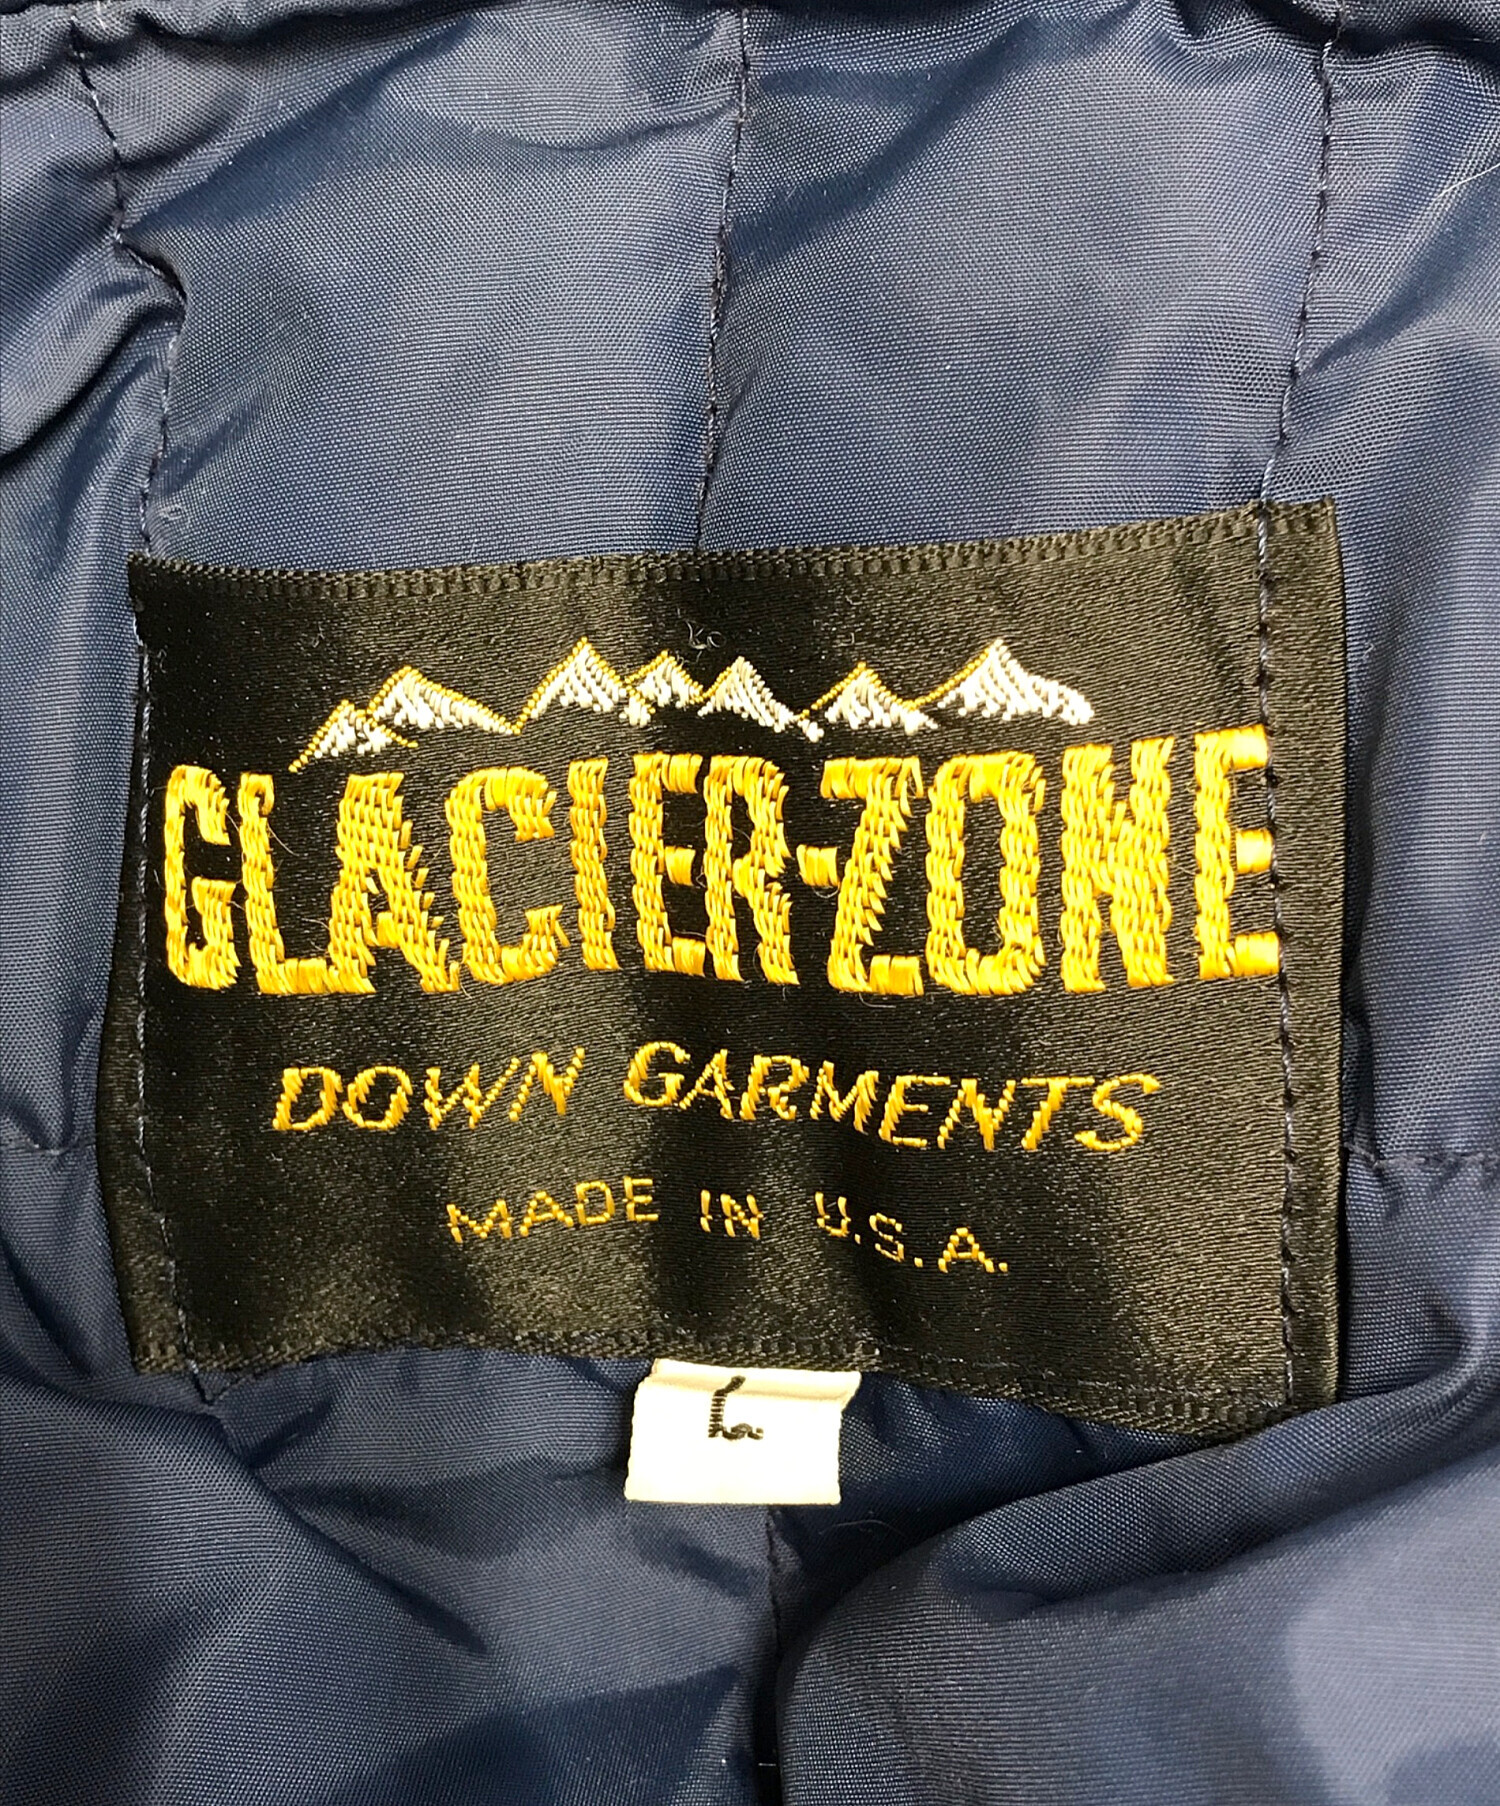 GLACIER-ZONE
DOWN GARMENTS
MADE IN U.S.A.
L